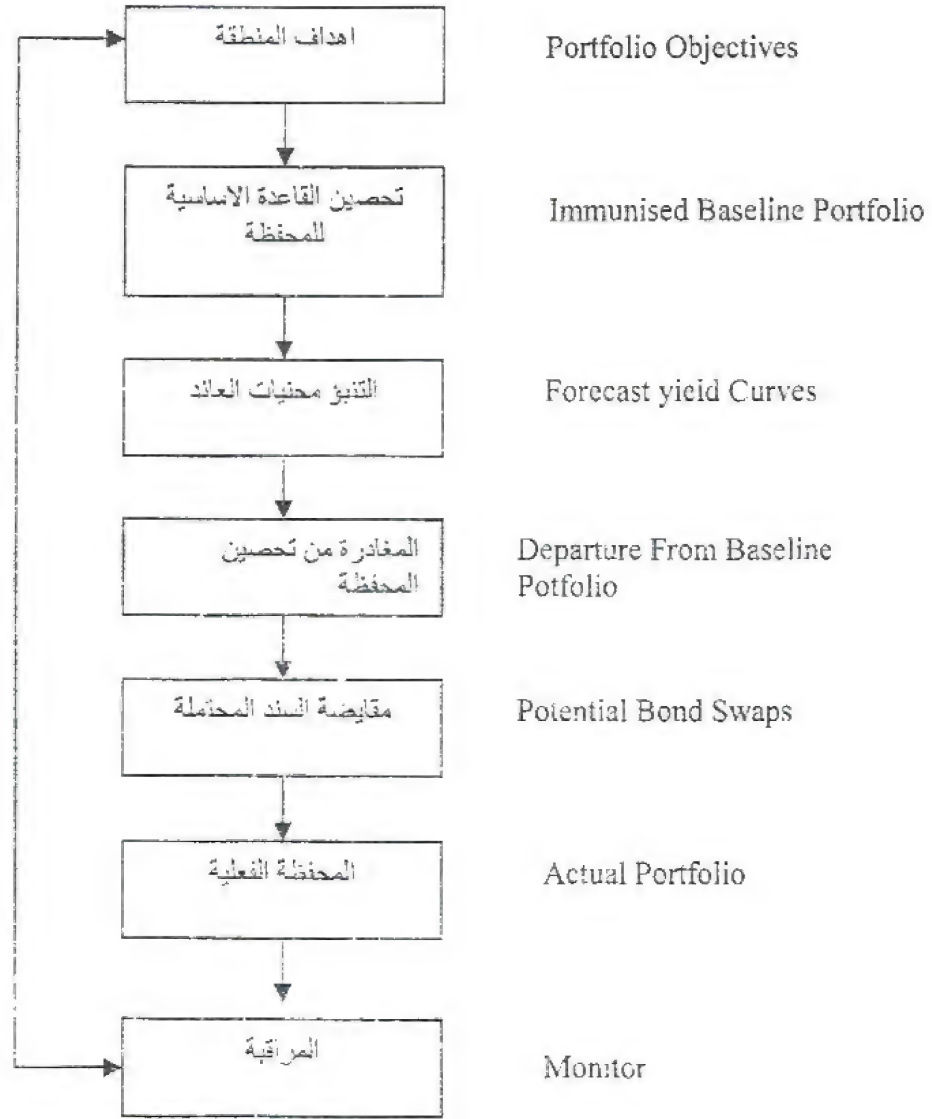 اهداف المنطقة
Portfolio Objectives
تحصين القاعدة الاساسية
للمحفظة
Immunised Baseline Portfolio
التنبؤ محنيات العائد
Forecast yield Curves
المغادرة من تحصين
المحفظة
Departure From Baseline
Potfolio
مقايضة السند المحتملة
Potential Bond Swaps
المحفظة الفعلية
Actual Portfolio
المراقبة
Monitor